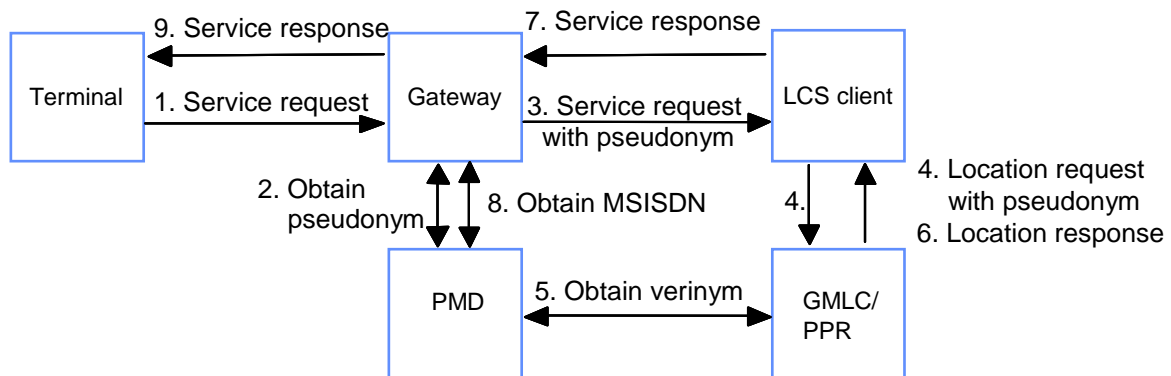 9. Service response
7. Service response
Terminal
Gateway
LCS client
1. Service request
3. Service request
with pseudonym
2. Obtain
pseudonym
8. Obtain MSISDN
4.
4. Location request
with pseudonym
6. Location response
PMD
5. Obtain verinym
GMLC/
PPR